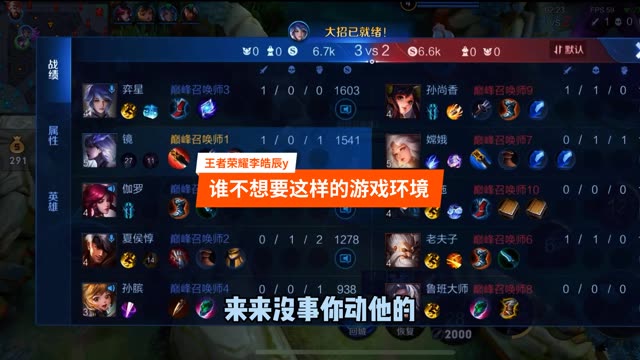 大招已就绪！
02:23
FPS 59
0 0 6.7k 3 VS 2 6.6k 0 0
默认
战绩
属性
英雄
291
弈星 巅峰召唤师3 1 / 0 / 0 1603
孙尚香 巅峰召唤师9
镜 巅峰召唤师1 1541
嫦娥 巅峰召唤师7
王者荣耀李皓辰y
谁不想要这样的游戏环境
伽罗
巅峰召唤师10
夏侯惇 巅峰召唤师2 0 / 1 / 2 1278
老夫子 巅峰召唤师6
孙膑 巅峰召唤师4 0 / 1 938
鲁班大师 巅峰召唤师8
来来没事你动他的
回城
恢复
2000